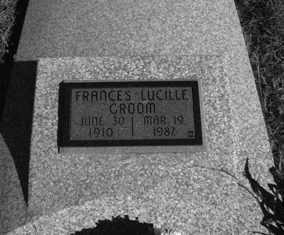 FRANCES LUCILLE
GROOM
JUNE 30 | MAR. 19
1910 | 1987